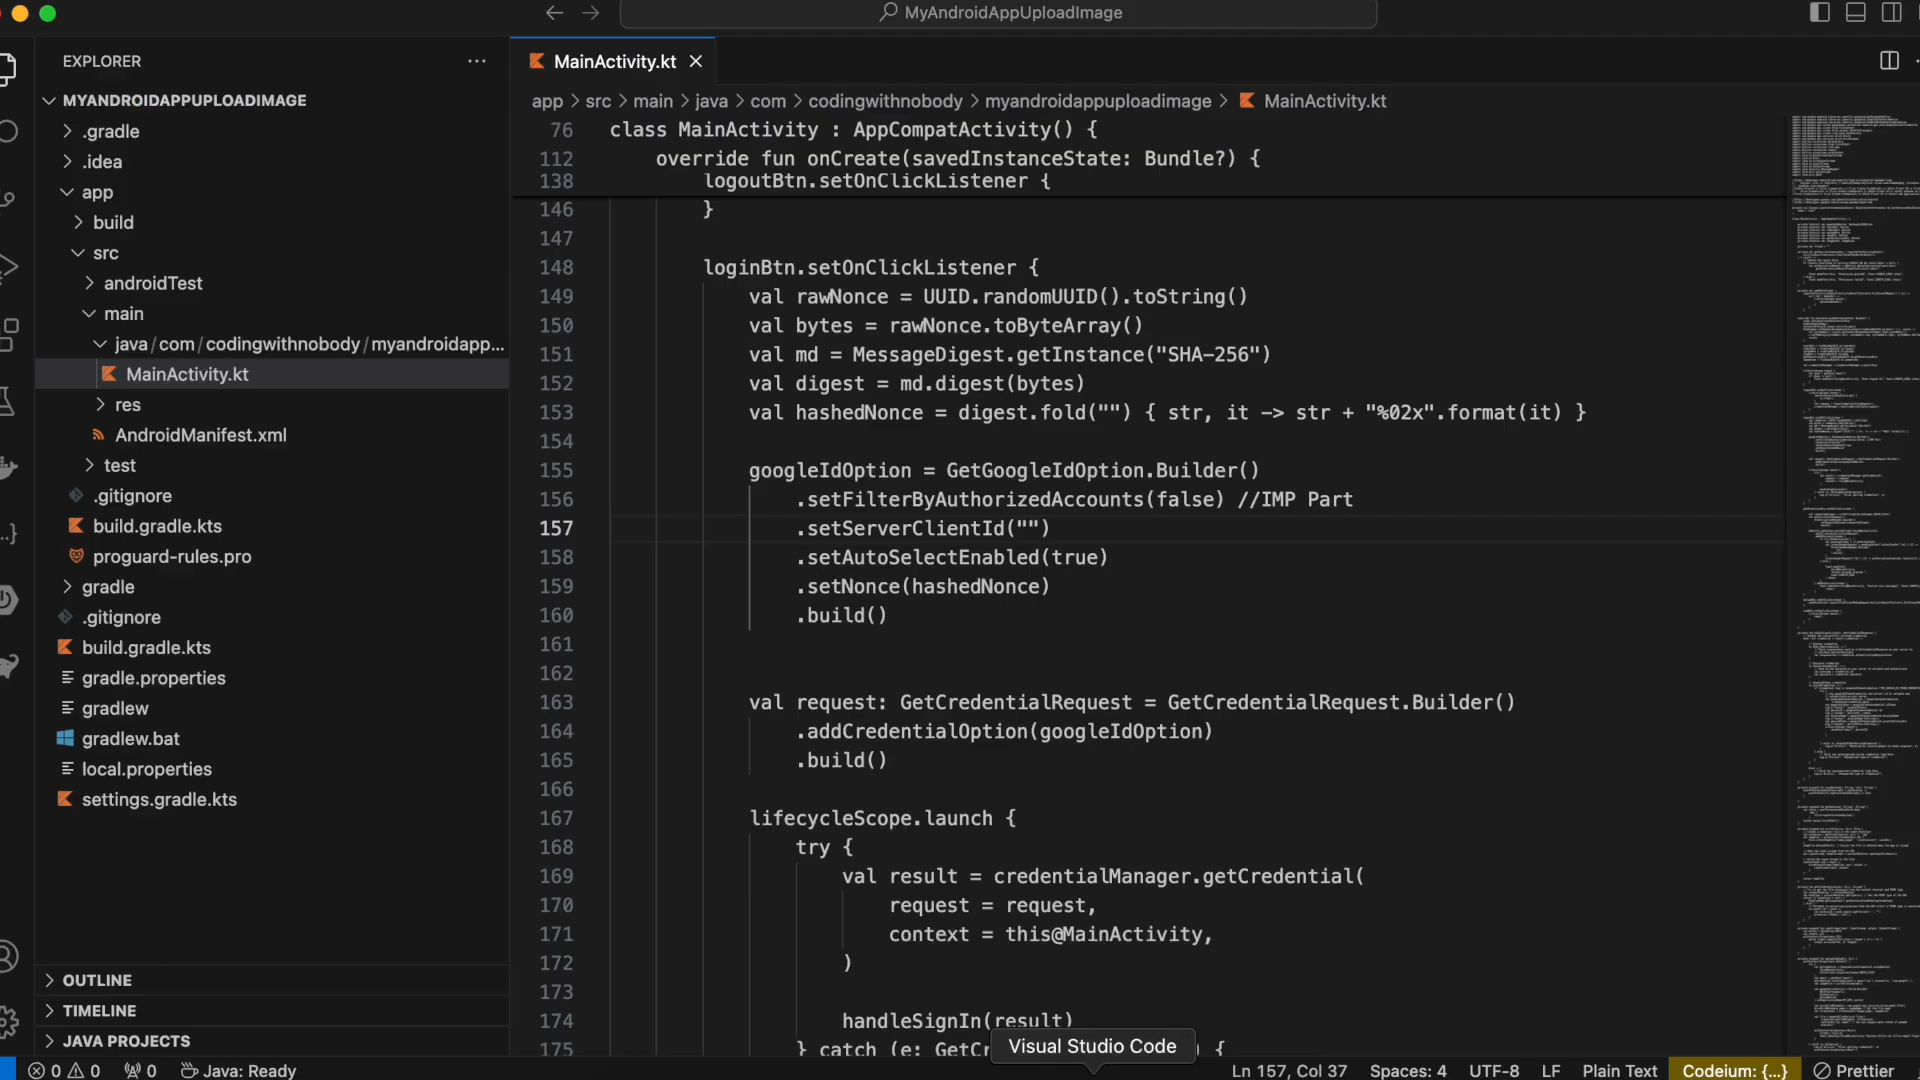 MyAndroidAppUploadImage
EXPLORER
MYANDROIDAPPUPLOADIMAGE
.gradle
.idea
app
build
src
androidTest
main
java/com/codingwithnobody/myandroidapp...
MainActivity.kt
res
AndroidManifest.xml
test
.gitignore
build.gradle.kts
proguard-rules.pro
gradle
.gitignore
build.gradle.kts
gradle.properties
gradlew
gradlew.bat
local.properties
settings.gradle.kts
OUTLINE
TIMELINE
JAVA PROJECTS
MainActivity.kt
app > src > main > java > com > codingwithnobody > myandroidappuploadimage > MainActivity.kt
76 class MainActivity : AppCompatActivity() {
112 override fun onCreate(savedInstanceState: Bundle?) {
138 logoutBtn.setOnClickListener {
146 }
147
148 loginBtn.setOnClickListener {
149 val rawNonce = UUID.randomUUID().toString()
150 val bytes = rawNonce.toByteArray()
151 val md = MessageDigest.getInstance("SHA-256")
152 val digest = md.digest(bytes)
153 val hashedNonce = digest.fold("") { str, it -> str + "%02x".format(it) }
154
155 googleIdOption = GetGoogleIdOption.Builder()
156 .setFilterByAuthorizedAccounts(false) //IMP Part
157 .setServerClientId("")
158 .setAutoSelectEnabled(true)
159 .setNonce(hashedNonce)
160 .build()
161
162
163 val request: GetCredentialRequest = GetCredentialRequest.Builder()
164 .addCredentialOption(googleIdOption)
165 .build()
166
167 lifecycleScope.launch {
168 try {
169 val result = credentialManager.getCredential(
170 request = request,
171 context = this@MainActivity,
172 )
173
174 handleSignIn(result)
175 } catch (e: GetCr ) {
Visual Studio Code
0 0 0 Java: Ready Ln 157, Col 37 Spaces: 4 UTF-8 LF Plain Text Codeium: {...} Prettier